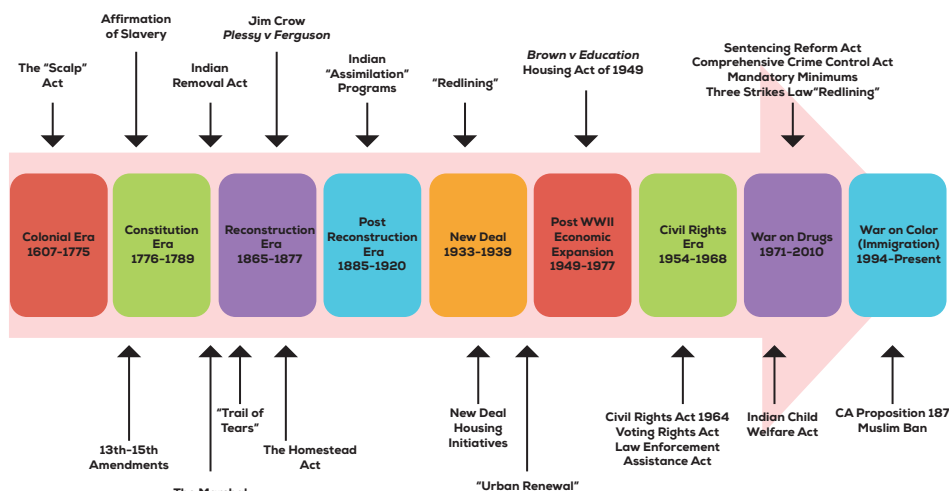 Affirmation
of Slavery
Jim Crow
Plessy v Ferguson
The "Scalp"
Act
Indian
Removal Act
Indian
"Assimilation"
Programs
"Redlining"
Brown v Education
Housing Act of 1949
Sentencing Reform Act
Comprehensive Crime Control Act
Mandatory Minimums
Three Strikes Law"Redlining"
Colonial Era
1607-1775
Constitution
Era
1776-1789
Reconstruction
Era
1865-1877
Post
Reconstruction
Era
1885-1920
New Deal
1933-1939
Post WWII
Economic
Expansion
1949-1977
Civil Rights
Era
1954-1968
War on Drugs
1971-2010
War on Color
(Immigration)
1994-Present
13th-15th
Amendments
"Trail of
Tears"
The Homestead
Act
New Deal
Housing
Initiatives
Civil Rights Act 1964
Voting Rights Act
Law Enforcement
Assistance Act
Indian Child
Welfare Act
CA Proposition 187
Muslim Ban
The
"Urban Renewal"